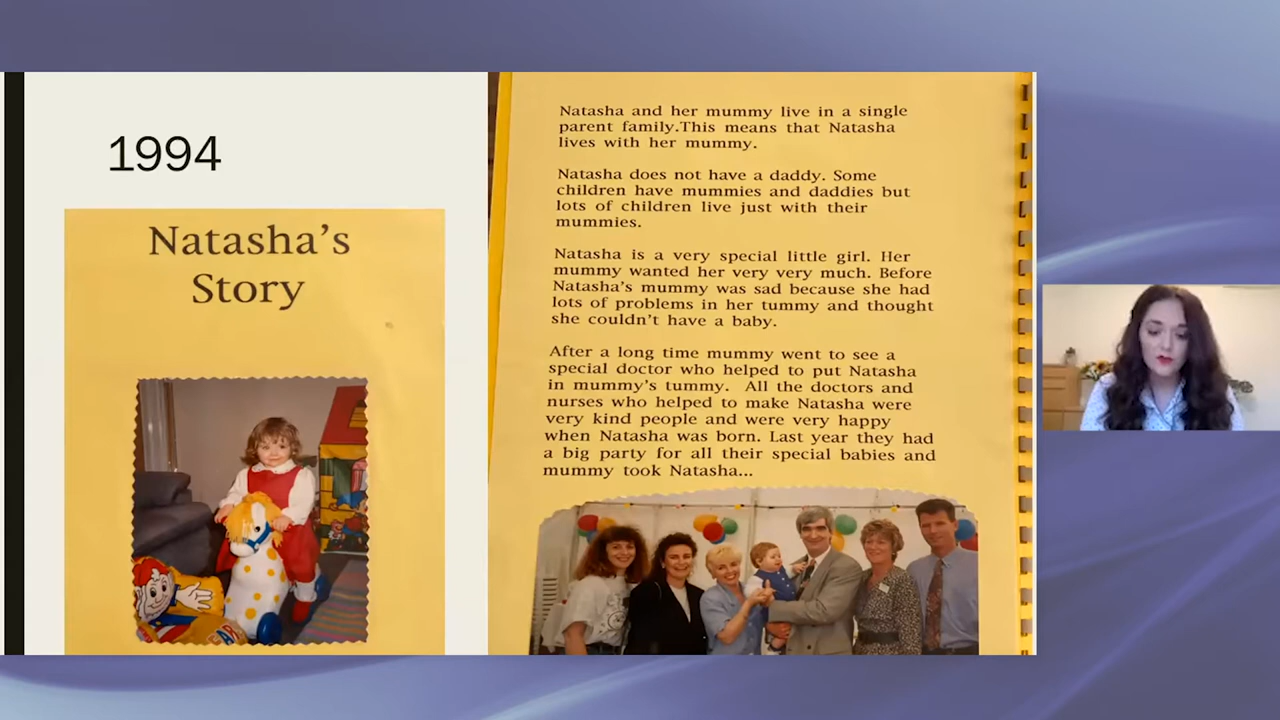 1994
Natasha's
Story
Natasha and her mummy live in a single
parent family.This means that Natasha
lives with her mummy.
Natasha does not have a daddy. Some
children have mummies and daddies but
lots of children live just with their
mummies.
Natasha is a very special little girl. Her
mummy wanted her very very much. Before
Natasha's mummy was sad because she had
lots of problems in her tummy and thought
she couldn't have a baby.
After a long time mummy went to see a
special doctor who helped to put Natasha
in mummy's tummy. All the doctors and
nurses who helped to make Natasha were
very kind people and were very happy
when Natasha was born. Last year they had
a big party for all their special babies and
mummy took Natasha...